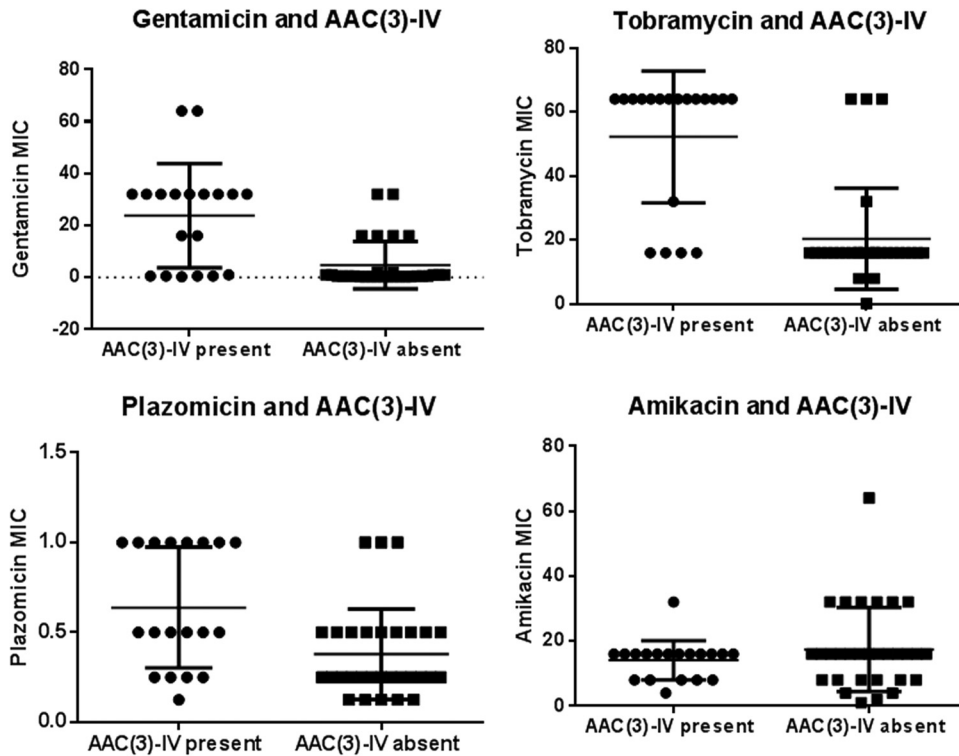 Gentamicin and AAC(3)-IV
80
60
40
20
0
-20
Gentamicin MIC
AAC(3)-IV present
AAC(3)-IV absent
Tobramycin and AAC(3)-IV
80
60
40
20
0
Tobramycin MIC
AAC(3)-IV present
AAC(3)-IV absent
Plazomicin and AAC(3)-IV
1.5
1.0
0.5
0.0
Plazomicin MIC
AAC(3)-IV present
AAC(3)-IV absent
Amikacin and AAC(3)-IV
80
60
40
20
0
Amikacin MIC
AAC(3)-IV present
AAC(3)-IV absent